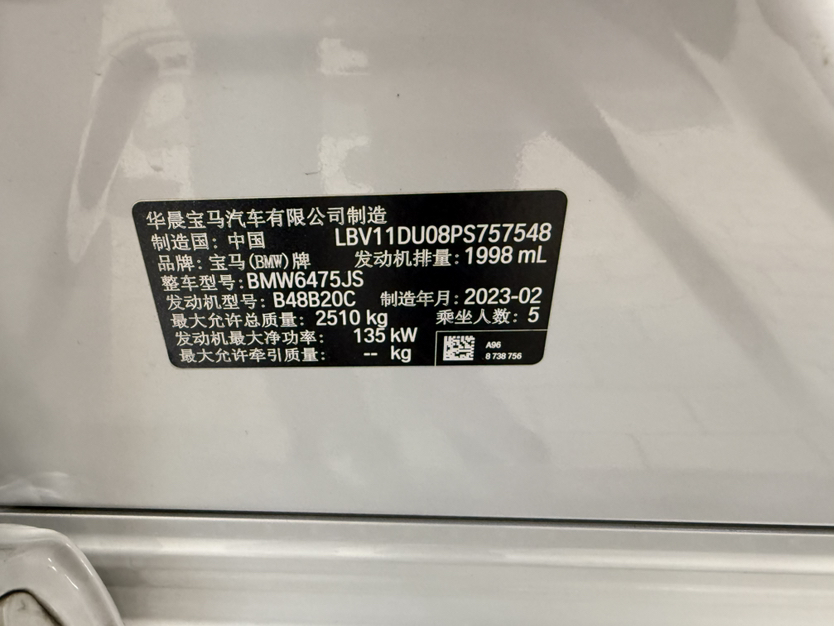 华晨宝马汽车有限公司制造
制造国: 中国 LBV11DU08PS757548
品牌: 宝马(BMW)牌 发动机排量: 1998 mL
整车型号: BMW6475JS
发动机型号: B48B20C 制造年月: 2023-02
最大允许总质量: 2510 kg 乘坐人数: 5
发动机最大净功率: 135 kW
最大允许牵引质量: -- kg
A96
8 738 756